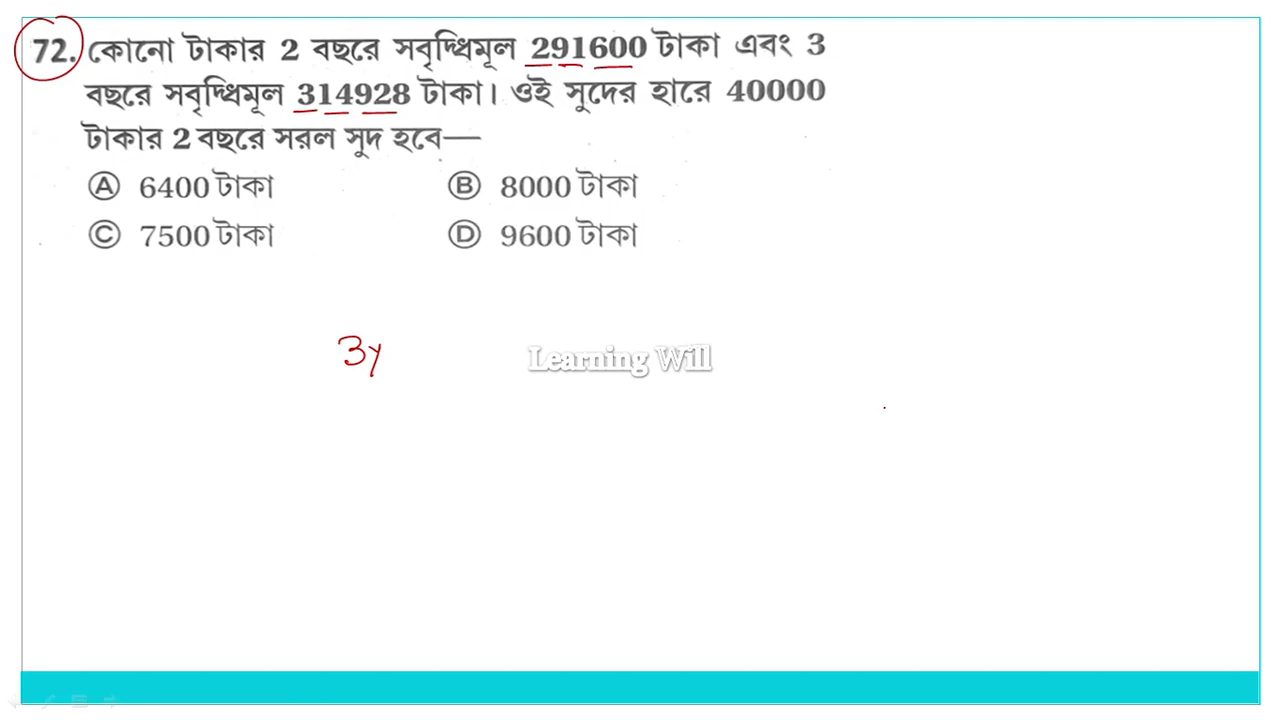 72. কোনো টাকার 2 বছরে সবৃদ্ধিমূল 291600 টাকা এবং 3
বছরে সবৃদ্ধিমূল 314928 টাকা। ওই সুদের হারে 40000
টাকার 2 বছরে সরল সুদ হবে—
Ⓐ 6400 টাকা Ⓑ 8000 টাকা
Ⓒ 7500 টাকা Ⓓ 9600 টাকা
3y
Learning Will